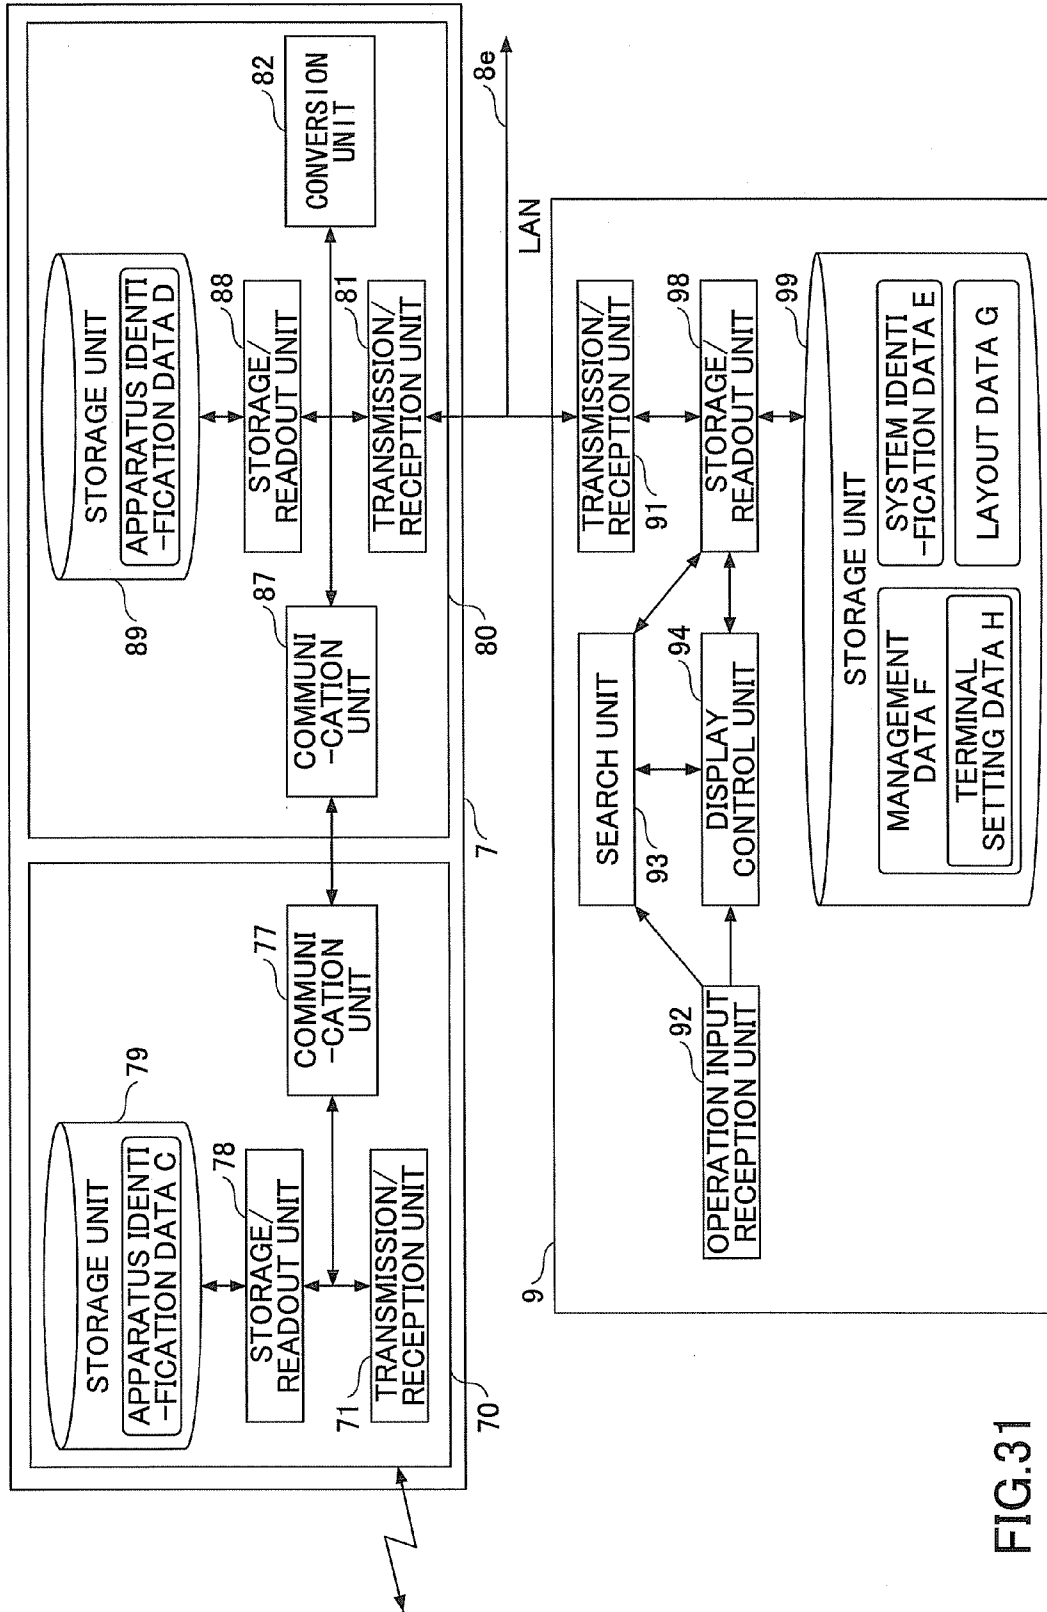 7
70
STORAGE UNIT
APPARATUS IDENTI
-FICATION DATA C
79
STORAGE/
READOUT UNIT
78
TRANSMISSION/
RECEPTION UNIT
71
COMMUNI
-CATION
UNIT
77
80
COMMUNI
-CATION
UNIT
87
STORAGE UNIT
APPARATUS IDENTI
-FICATION DATA D
89
STORAGE/
READOUT UNIT
88
TRANSMISSION/
RECEPTION UNIT
81
CONVERSION
UNIT
82
8e
LAN
9
OPERATION INPUT
RECEPTION UNIT
92
SEARCH UNIT
93
DISPLAY
CONTROL UNIT
94
TRANSMISSION/
RECEPTION UNIT
91
STORAGE/
READOUT UNIT
98
STORAGE UNIT
99
MANAGEMENT
DATA F
TERMINAL
SETTING DATA H
SYSTEM IDENTI
-FICATION DATA E
LAYOUT DATA G
FIG.31